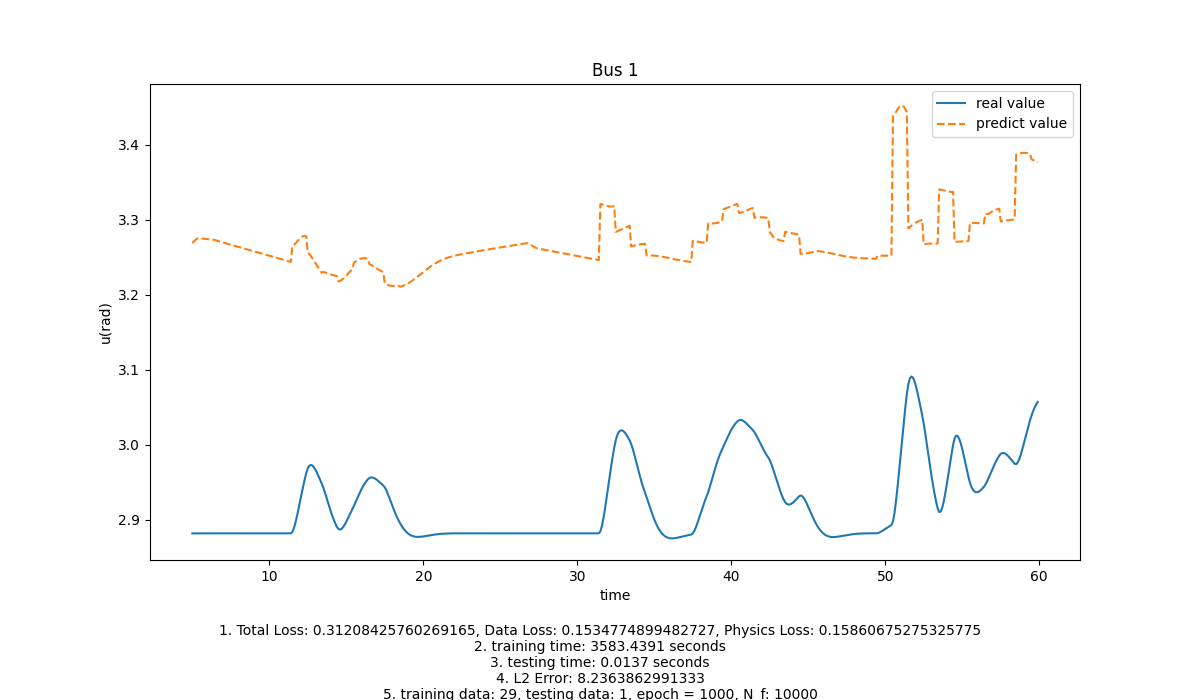 Bus 1
real value
predict value
3.4
3.3
3.2
3.1
3.0
2.9
u(rad)
10 20 30 40 50 60
time
1. Total Loss: 0.31208425760269165, Data Loss: 0.1534774899482727, Physics Loss: 0.15860675275325775
2. training time: 3583.4391 seconds
3. testing time: 0.0137 seconds
4. L2 Error: 8.2363862991333
5. training data: 29, testing data: 1, epoch = 1000, N_f: 10000